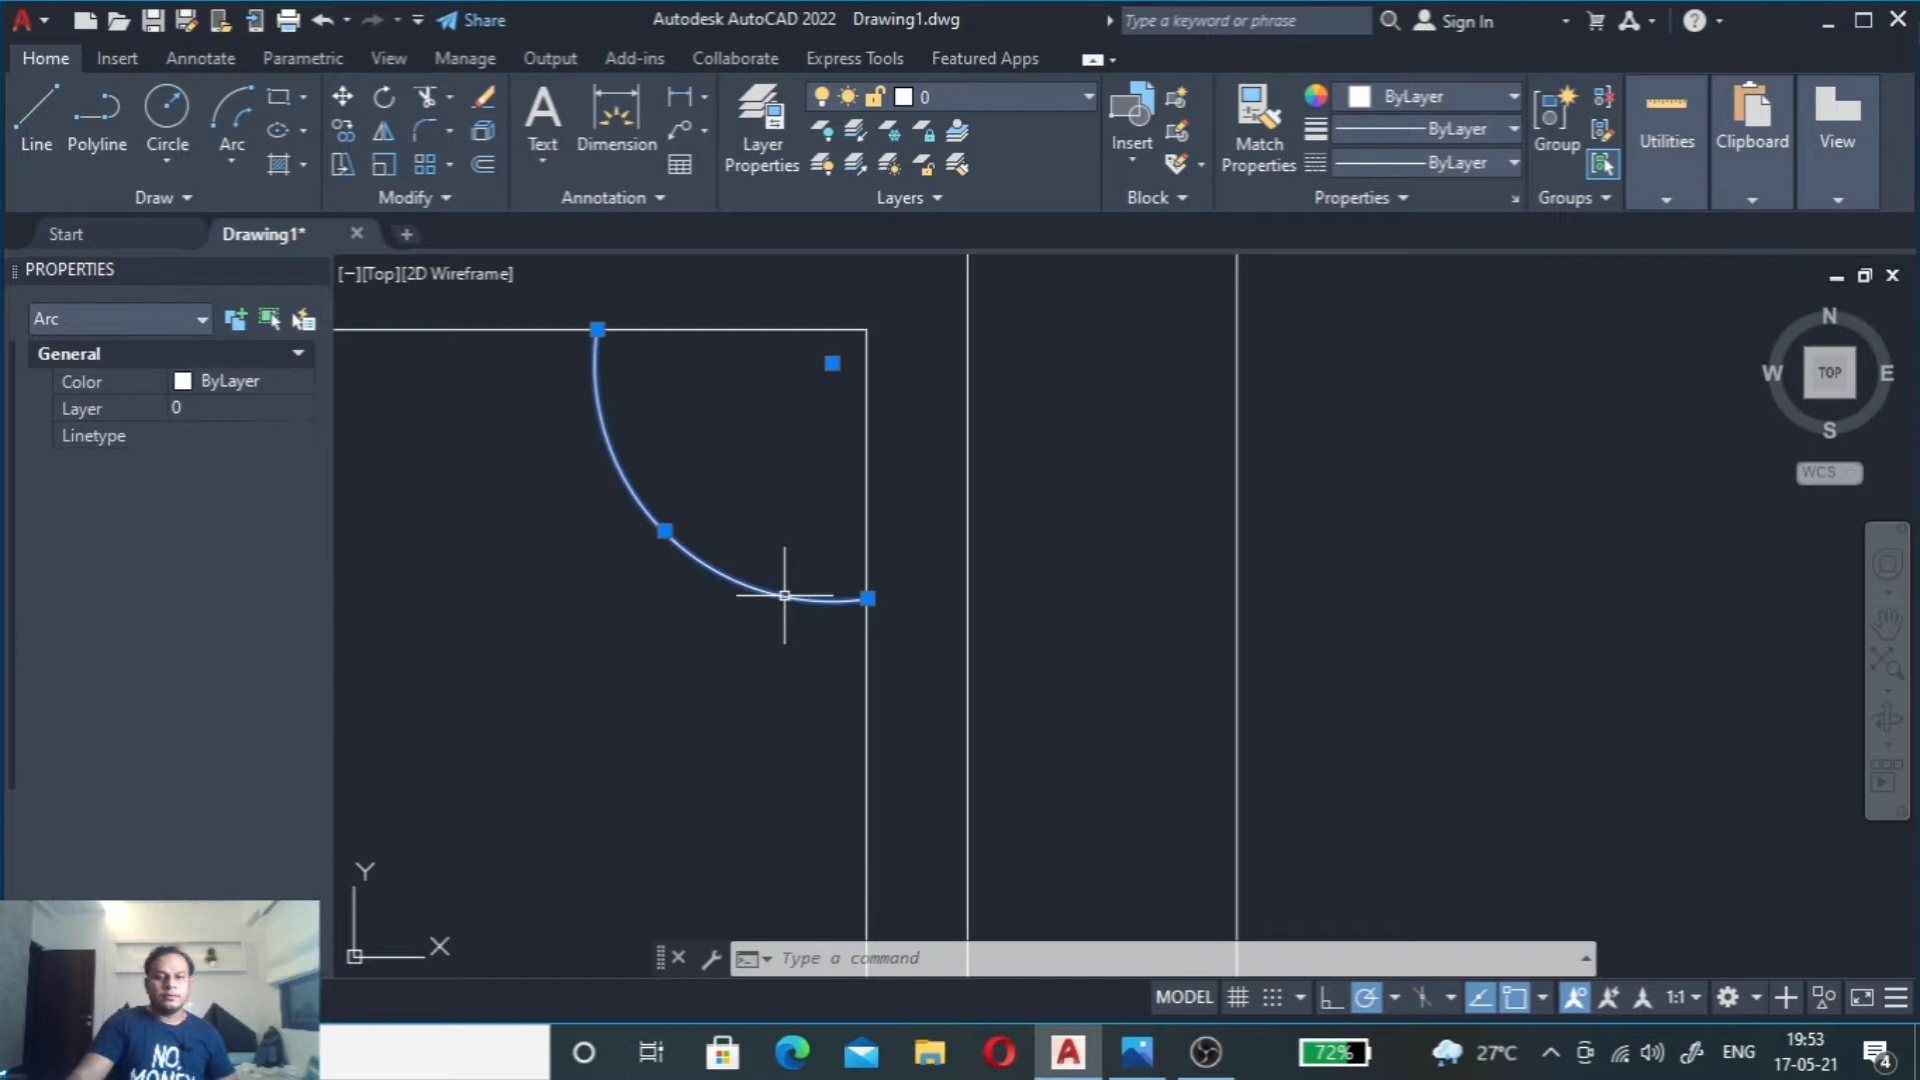 Share
Autodesk AutoCAD 2022 Drawing1.dwg
Type a keyword or phrase
Sign In
Home Insert Annotate Parametric View Manage Output Add-ins Collaborate Express Tools Featured Apps
Line Polyline Circle Arc
Text Dimension
Layer Properties
0
Insert
Match Properties
ByLayer
ByLayer
ByLayer
Group
Utilities Clipboard View
Draw Modify Annotation Layers Block Properties Groups
Start Drawing1*
PROPERTIES
Arc
General
Color ByLayer
Layer 0
Linetype
[−][Top][2D Wireframe]
N
W TOP E
S
WCS
Y
X
Type a command
MODEL 1:1
NO,
72% 27°C ENG
19:53
17-05-21
4